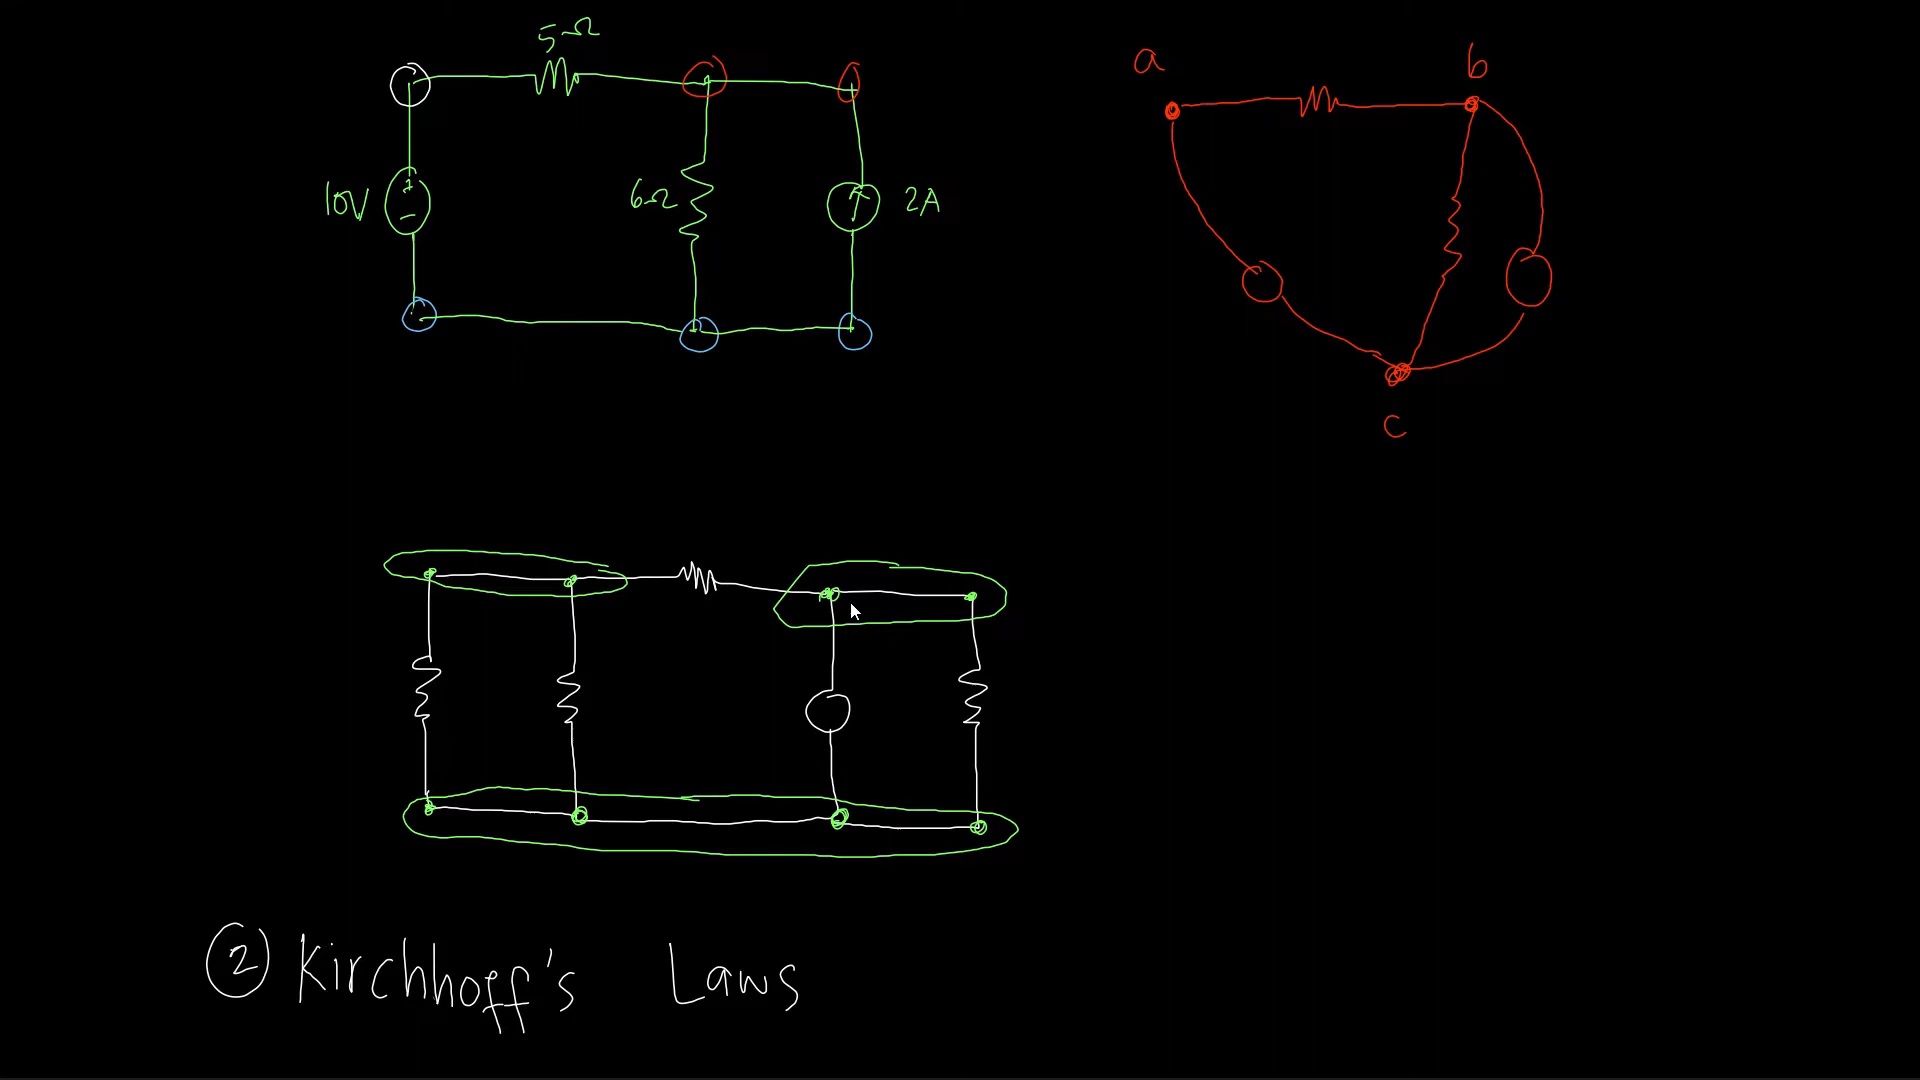 5Ω
a
b
10V
+
-
6Ω
2A
c
② Kirchhoff's Laws